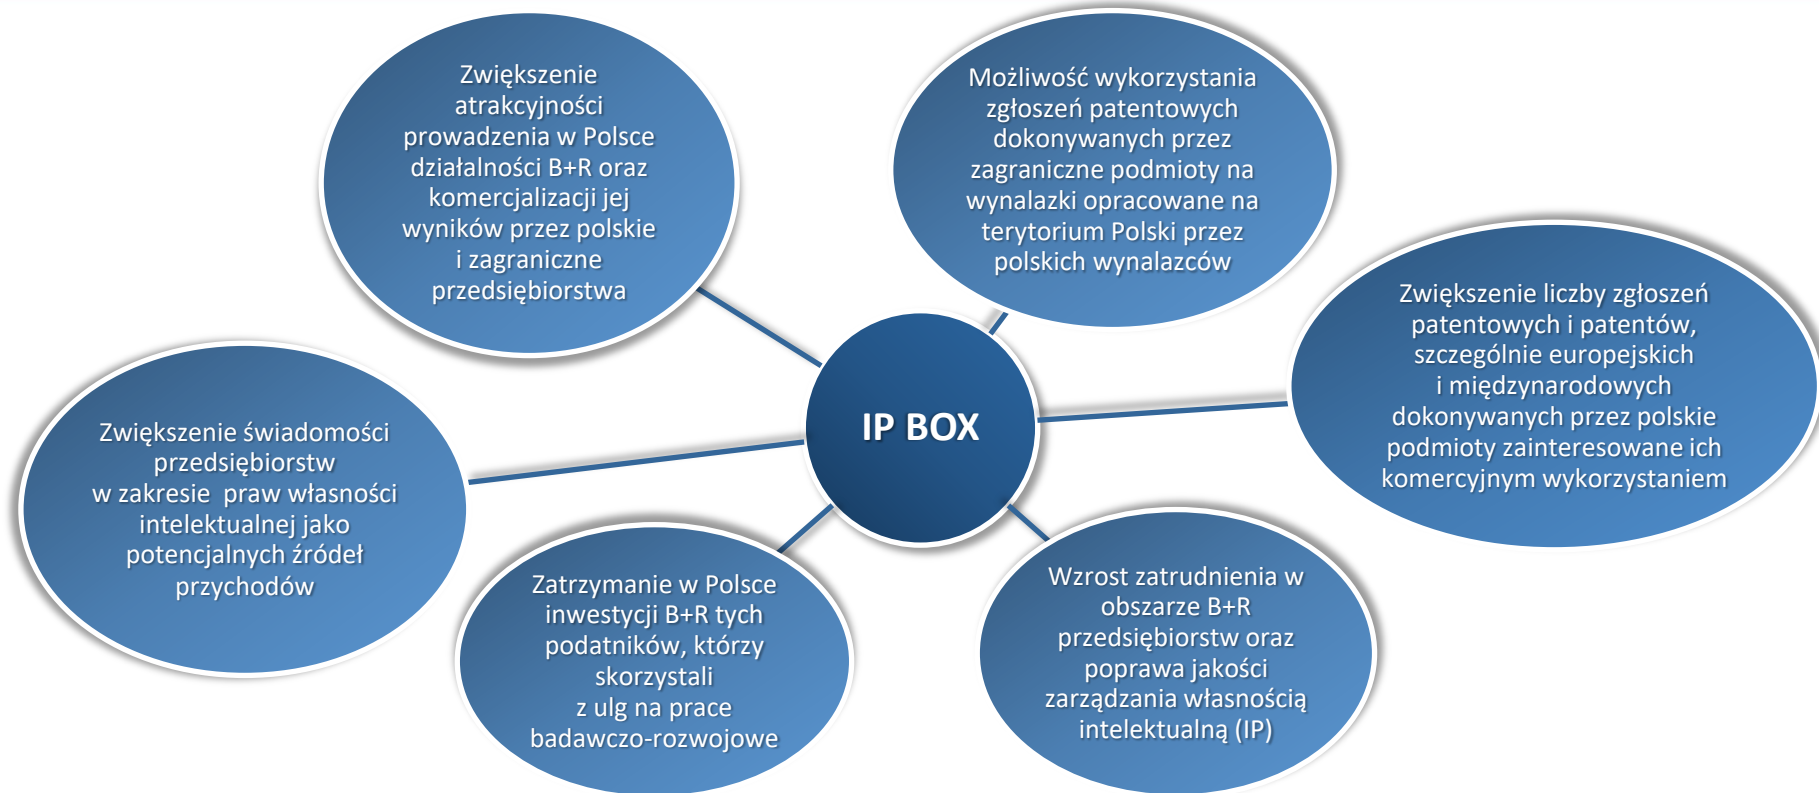 Zwiększenie
atrakcyjności
prowadzenia w Polsce
działalności B+R oraz
komercjalizacji jej
wyników przez polskie
i zagraniczne
przedsiębiorstwa
Możliwość wykorzystania
zgłoszeń patentowych
dokonywanych przez
zagraniczne podmioty na
wynalazki opracowane na
terytorium Polski przez
polskich wynalazców
Zwiększenie liczby zgłoszeń
patentowych i patentów,
szczególnie europejskich
i międzynarodowych
dokonywanych przez polskie
podmioty zainteresowane ich
komercyjnym wykorzystaniem
IP BOX
Zwiększenie świadomości
przedsiębiorstw
w zakresie  praw własności
intelektualnej jako
potencjalnych źródeł
przychodów
Zatrzymanie w Polsce
inwestycji B+R tych
podatników, którzy
skorzystali
z ulg na prace
badawczo-rozwojowe
Wzrost zatrudnienia w
obszarze B+R
przedsiębiorstw oraz
poprawa jakości
zarządzania własnością
intelektualną (IP)